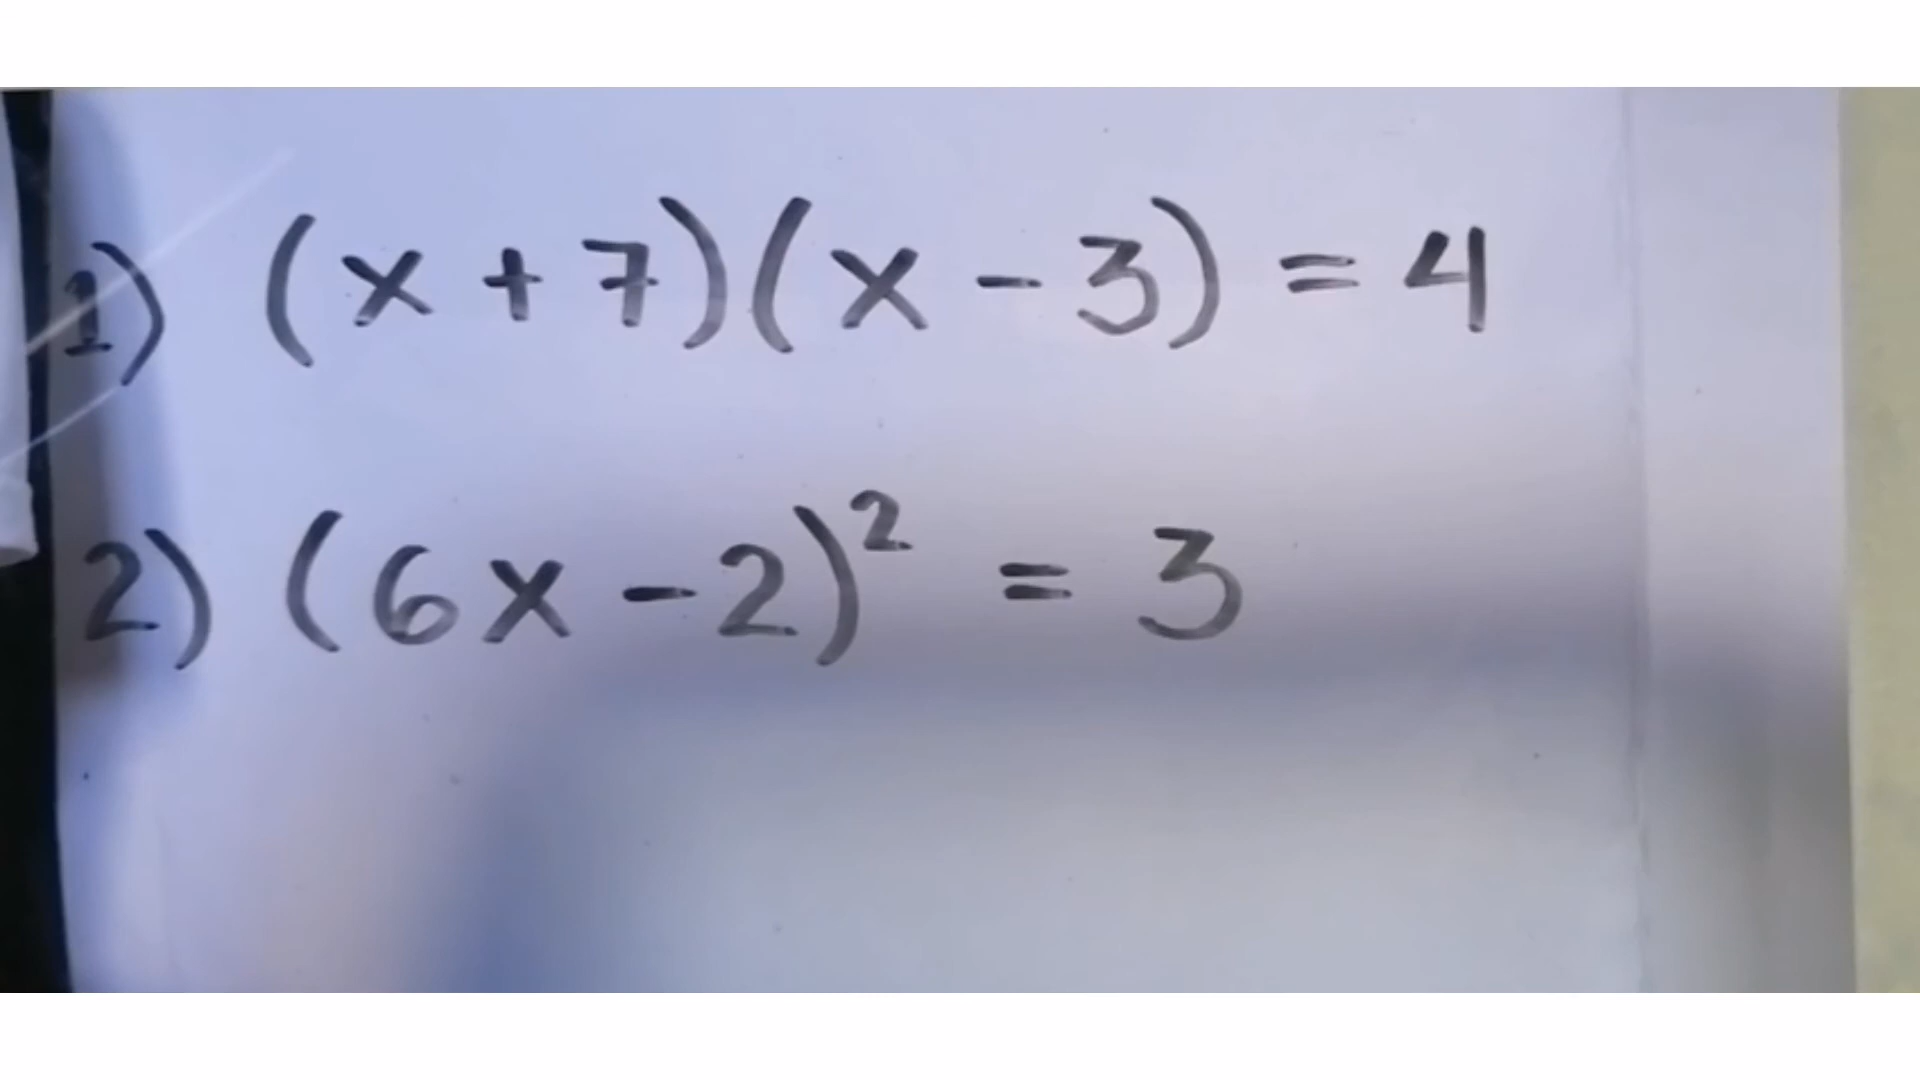 1) (x + 7)(x - 3) = 4
2) (6x - 2)² = 3